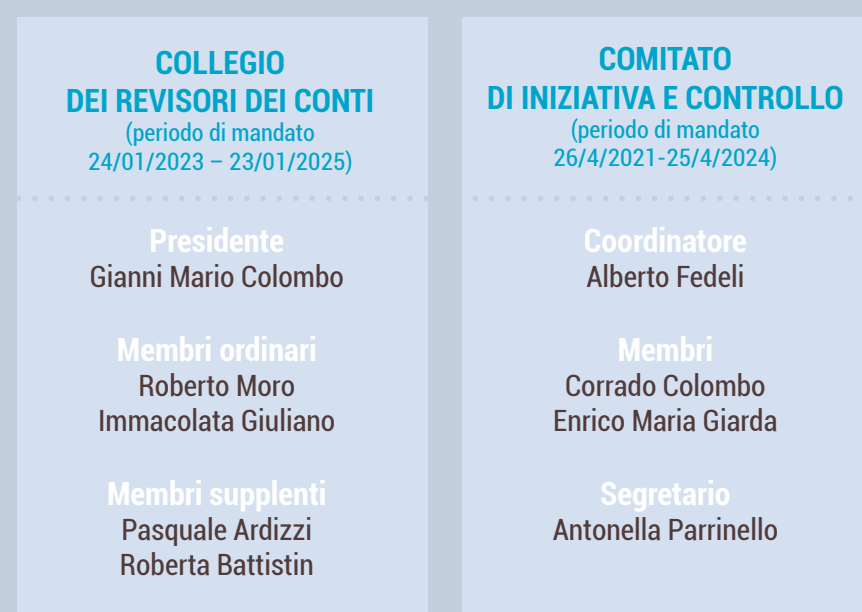 COLLEGIO
DEI REVISORI DEI CONTI
(periodo di mandato
24/01/2023 – 23/01/2025)
Presidente
Gianni Mario Colombo
Membri ordinari
Roberto Moro
Immacolata Giuliano
Membri supplenti
Pasquale Ardizzi
Roberta Battistin
COMITATO
DI INIZIATIVA E CONTROLLO
(periodo di mandato
26/4/2021-25/4/2024)
Coordinatore
Alberto Fedeli
Membri
Corrado Colombo
Enrico Maria Giarda
Segretario
Antonella Parrinello